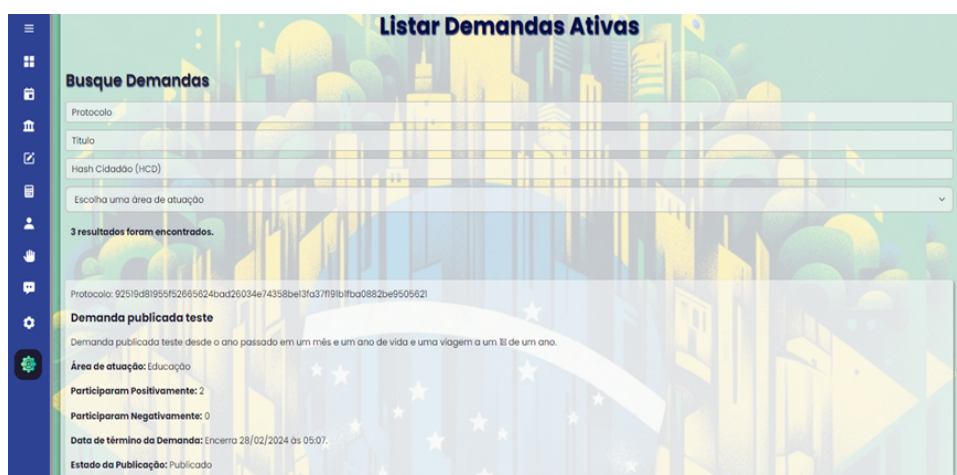 Listar Demandas Ativas
Busque Demandas
Protocolo
Título
Hash Cidadão (HCD)
Escolha uma área de atuação
3 resultados foram encontrados.
Protocolo:
Demanda publicada teste
Demanda publicada teste desde o ano passado em um mês e um ano de vida e uma viagem a um de um ano.
Área de atuação: Educação
Participaram Positivamente: 2
Participaram Negativamente: 0
Data de término da Demanda: Encerra 28/02/2024 às 05:07.
Estado da Publicação: Publicado